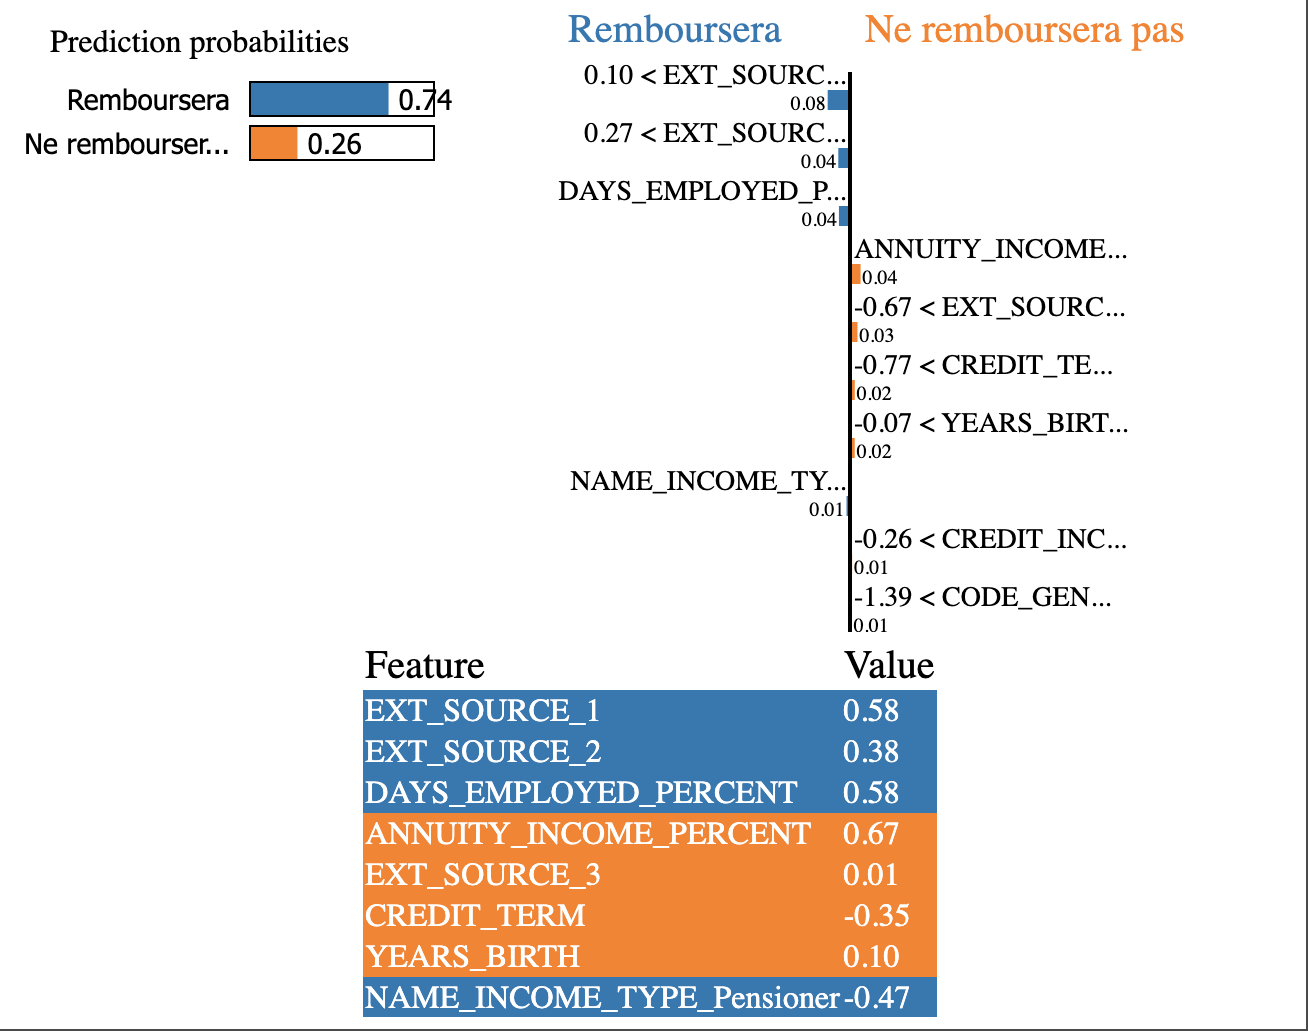 Prediction probabilities
Remboursera 0.74
Ne rembourser... 0.26
Remboursera Ne remboursera pas
0.10 < EXT_SOURC...
0.08
0.27 < EXT_SOURC...
0.04
DAYS_EMPLOYED_P...
0.04
ANNUITY_INCOME...
0.04
-0.67 < EXT_SOURC...
0.03
-0.77 < CREDIT_TE...
0.02
-0.07 < YEARS_BIRT...
0.02
NAME_INCOME_TY...
0.01
-0.26 < CREDIT_INC...
0.01
-1.39 < CODE_GEN...
0.01
Feature Value
EXT_SOURCE_1 0.58
EXT_SOURCE_2 0.38
DAYS_EMPLOYED_PERCENT 0.58
ANNUITY_INCOME_PERCENT 0.67
EXT_SOURCE_3 0.01
CREDIT_TERM -0.35
YEARS_BIRTH 0.10
NAME_INCOME_TYPE_Pensioner -0.47